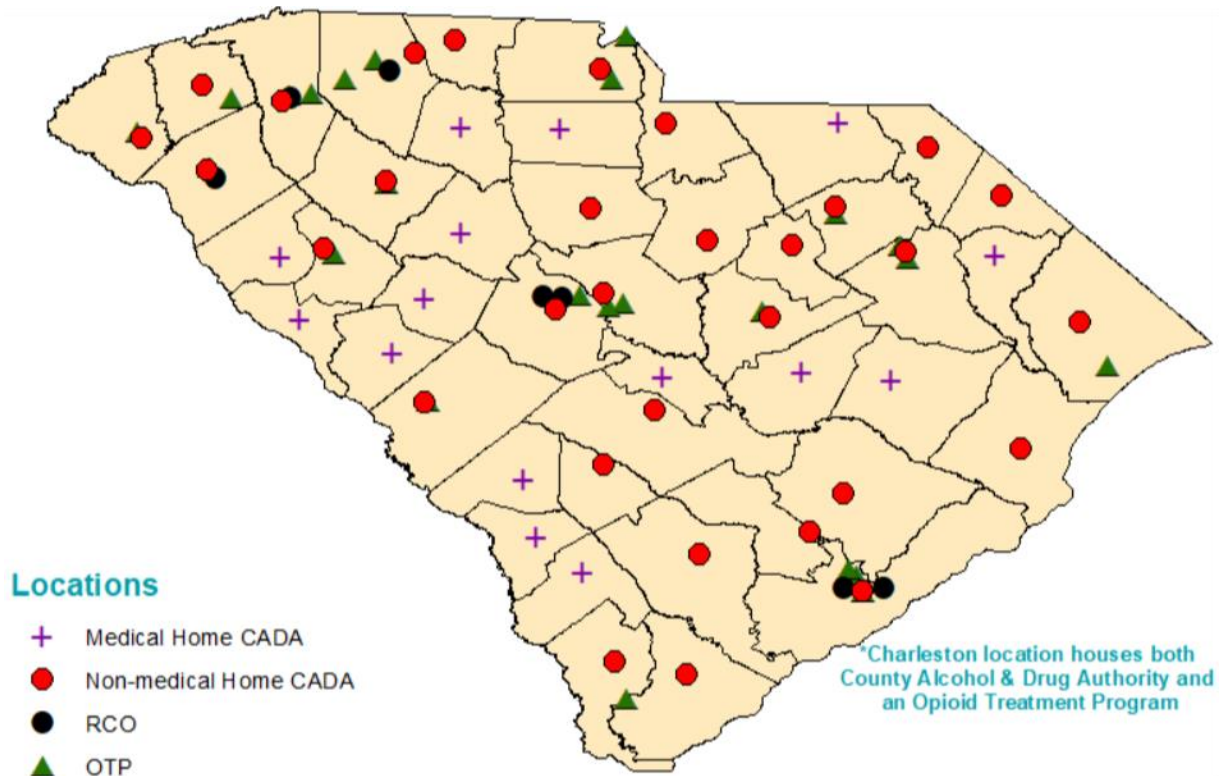 Locations
Medical Home CADA
Non-medical Home CADA
RCO
OTP
*Charleston location houses both
County Alcohol & Drug Authority and
an Opioid Treatment Program